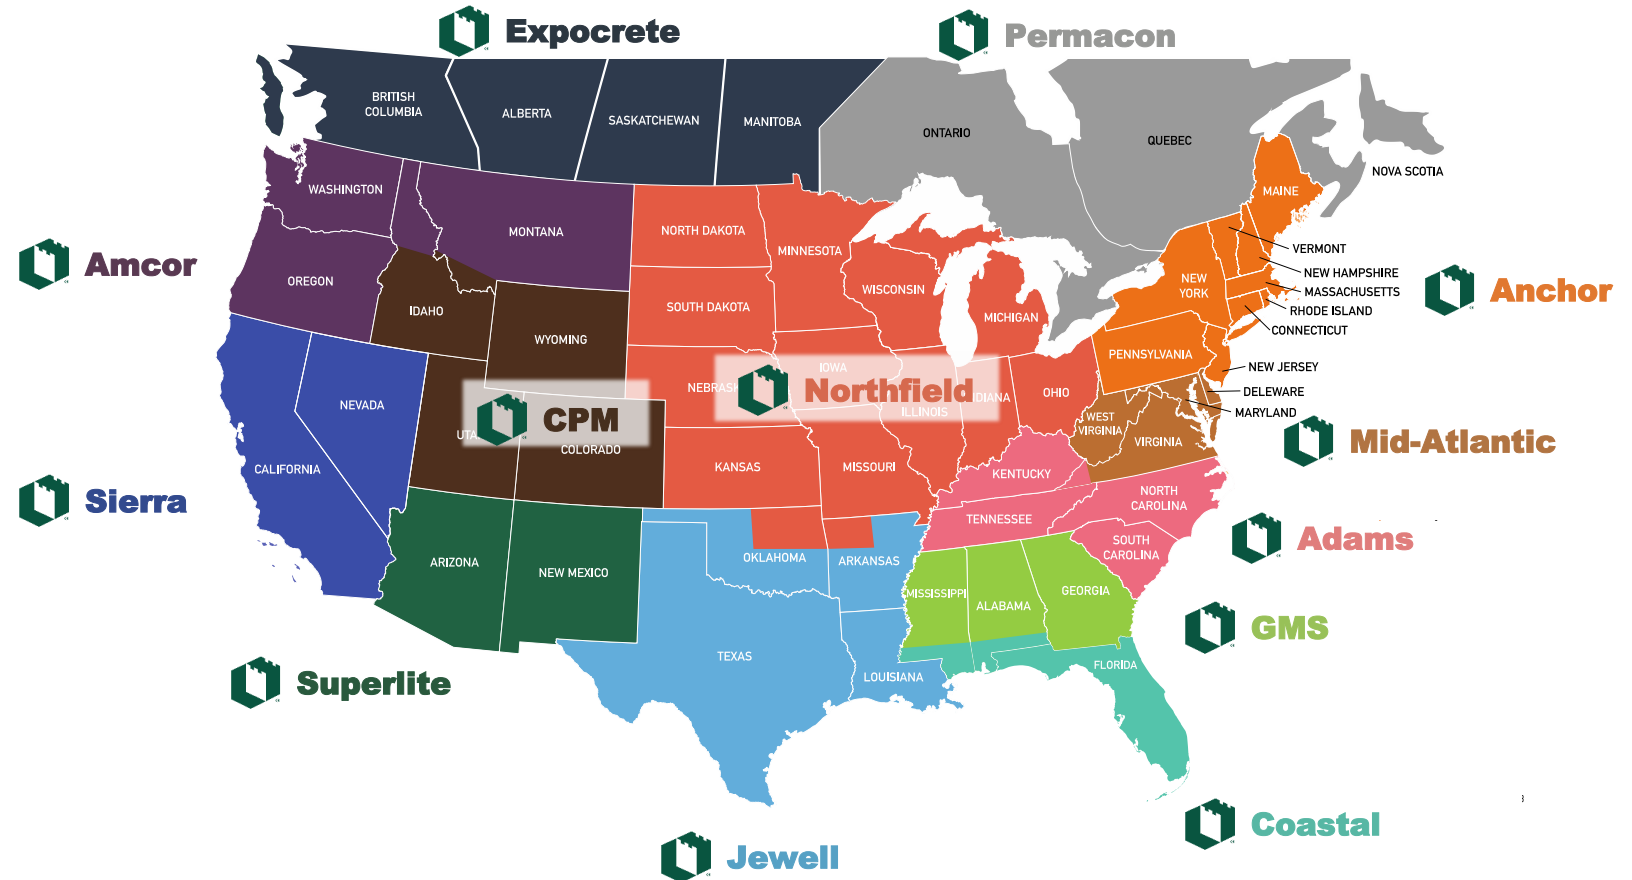 Expocrete
Permacon
BRITISH
COLUMBIA
ALBERTA
SASKATCHEWAN
MANITOBA
ONTARIO
QUEBEC
NOVA SCOTIA
WASHINGTON
MAINE
MONTANA
NORTH DAKOTA
MINNESOTA
VERMONT
Amcor
OREGON
NEW
YORK
NEW HAMPSHIRE
WISCONSIN
MASSACHUSETTS
Anchor
IDAHO
SOUTH DAKOTA
MICHIGAN
RHODE ISLAND
CONNECTICUT
WYOMING
PENNSYLVANIA
NEW JERSEY
IOWA
NEBRASK
Northfield
DIANA
OHIO
DELEWARE
NEVADA
CPM
ILLINOIS
MARYLAND
WEST
VIRGINIA
UTA
COLORADO
VIRGINIA
Mid-Atlantic
CALIFORNIA
KANSAS
MISSOURI
KENTUCKY
Sierra
NORTH
CAROLINA
TENNESSEE
Adams
SOUTH
CAROLINA
ARIZONA
NEW MEXICO
OKLAHOMA
ARKANSAS
MISSISSIPPI
ALABAMA
GEORGIA
GMS
TEXAS
LOUISIANA
FLORIDA
Superlite
Coastal
Jewell